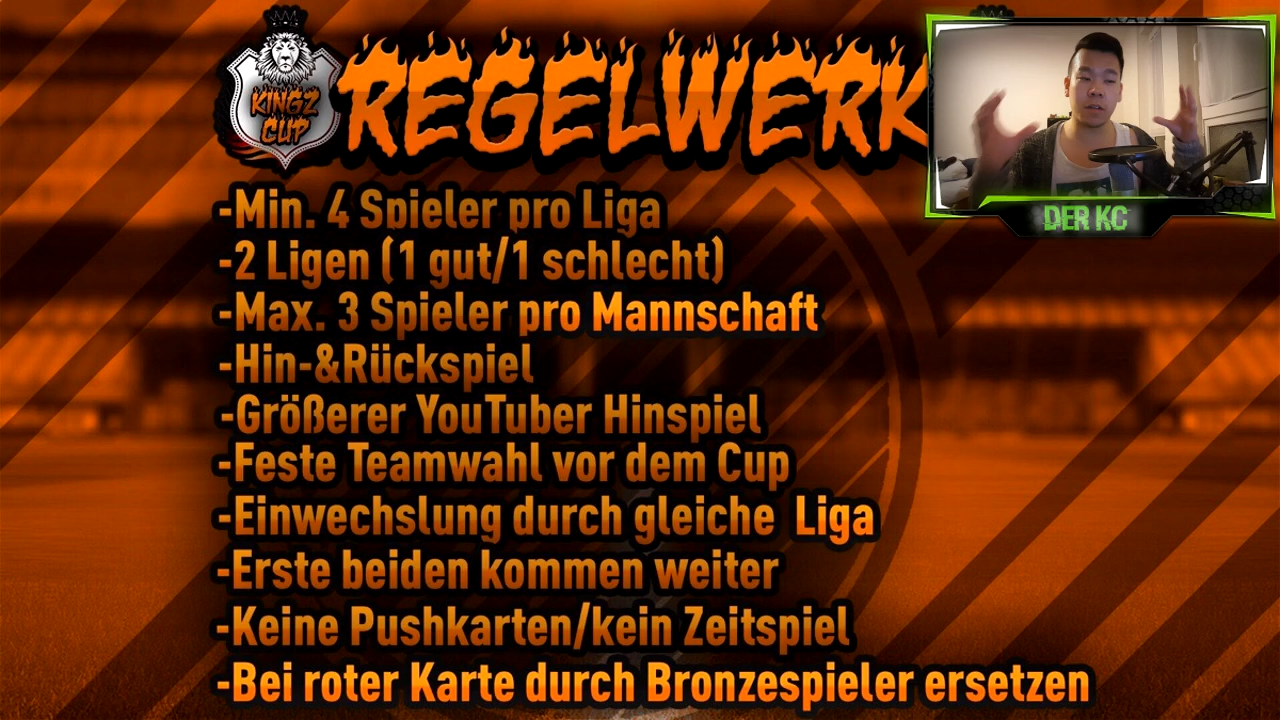 KINGZ
CUP
REGELWERK
DER KC
-Min. 4 Spieler pro Liga
-2 Ligen (1 gut/1 schlecht)
-Max. 3 Spieler pro Mannschaft
-Hin-&Rückspiel
-Größerer YouTuber Hinspiel
-Feste Teamwahl vor dem Cup
-Einwechslung durch gleiche Liga
-Erste beiden kommen weiter
-Keine Pushkarten/kein Zeitspiel
-Bei roter Karte durch Bronzespieler ersetzen